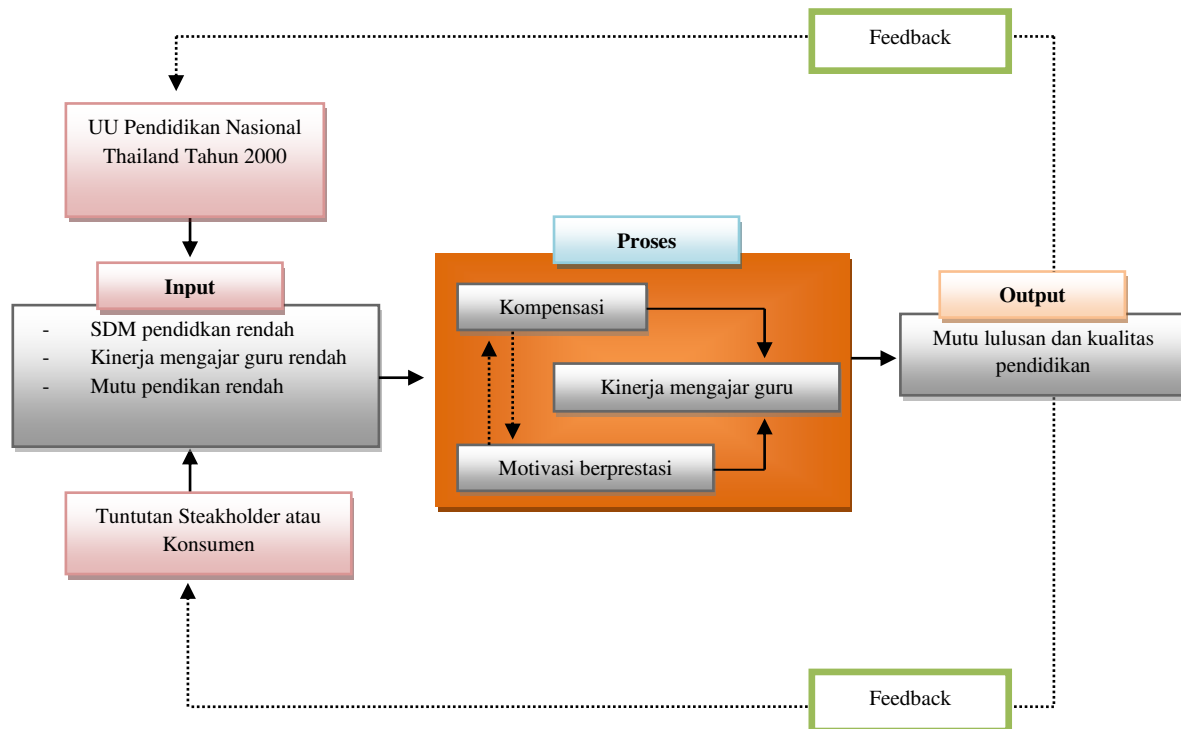 Feedback
UU Pendidikan Nasional
Thailand Tahun 2000
Proses
Input
- SDM pendidkan rendah
- Kinerja mengajar guru rendah
- Mutu pendikan rendah
Kompensasi
Kinerja mengajar guru
Motivasi berprestasi
Output
Mutu lulusan dan kualitas
pendidikan
Tuntutan Steakholder atau
Konsumen
Feedback